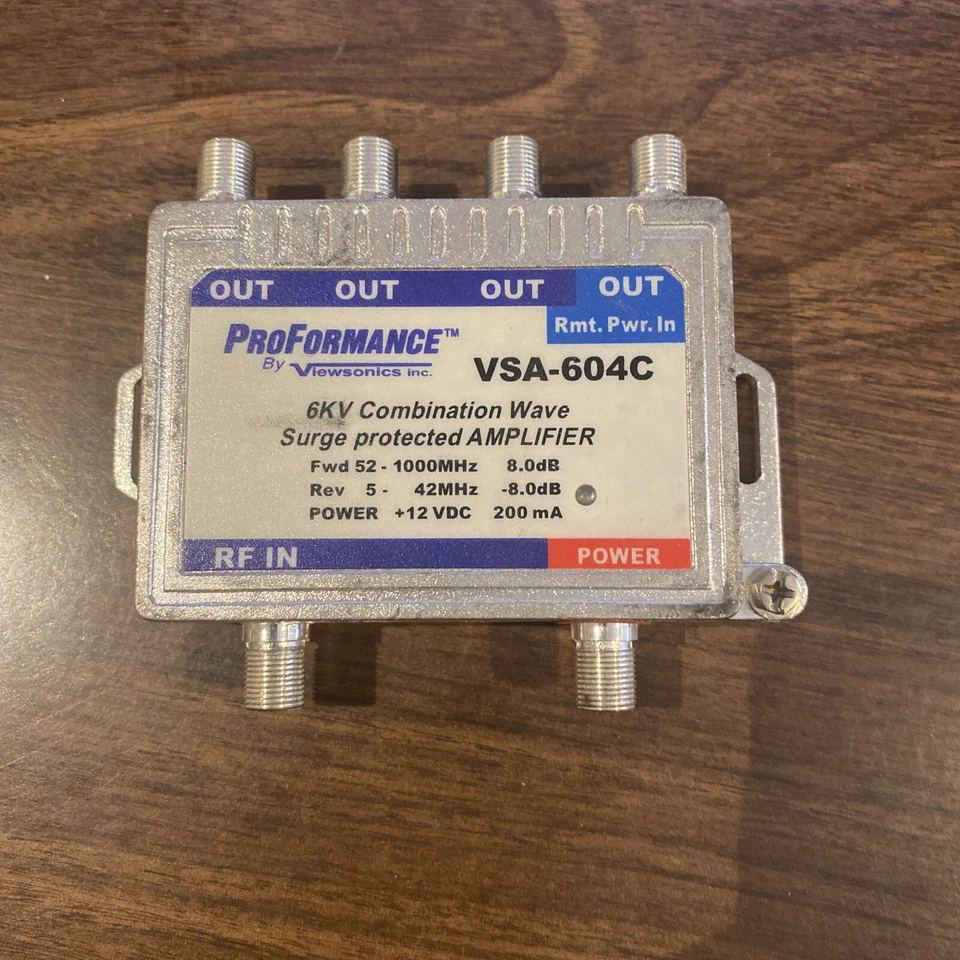 OUT OUT OUT OUT
Rmt. Pwr. In
PROFORMANCE™
By Viewsonics inc.
VSA-604C
6KV Combination Wave
Surge protected AMPLIFIER
Fwd 52 - 1000MHz 8.0dB
Rev 5 - 42MHz -8.0dB
POWER +12 VDC 200 mA
RF IN POWER